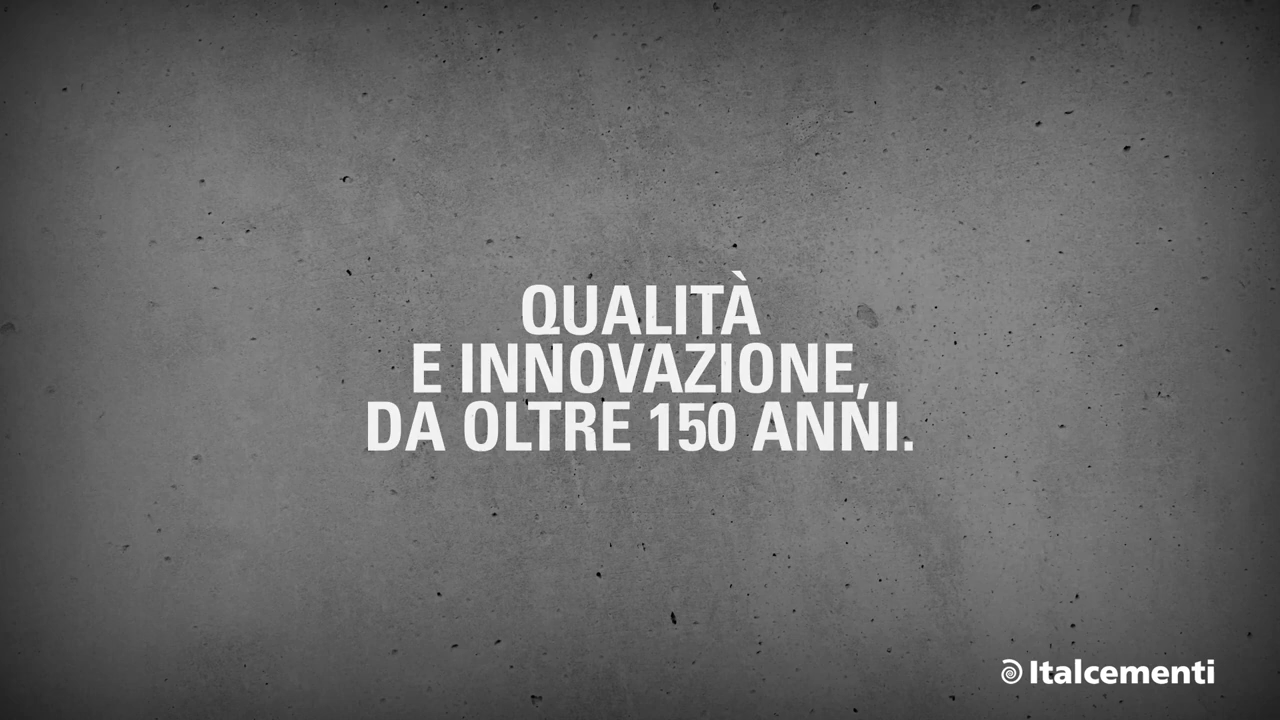 QUALITÀ
E INNOVAZIONE,
DA OLTRE 150 ANNI.
Italcementi